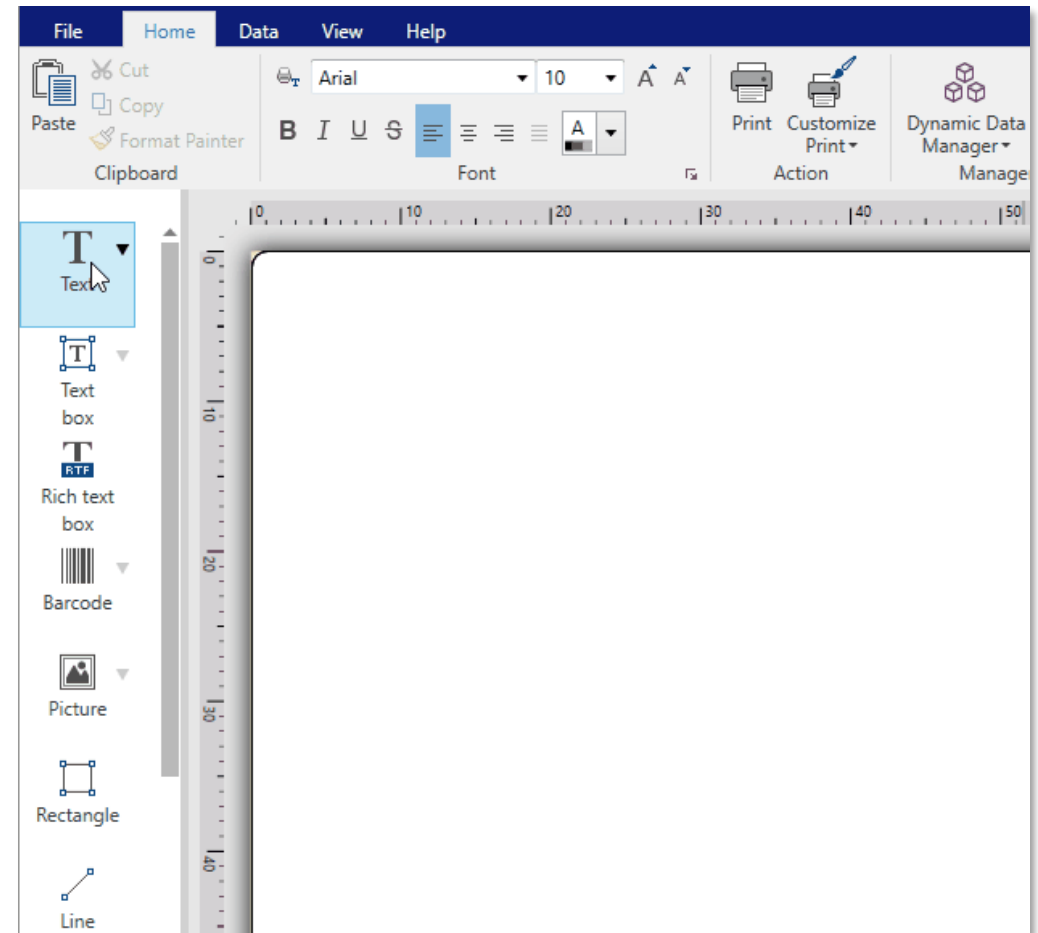 File Home Data View Help
Cut
Copy
Paste
Format Painter
Clipboard
Arial 10 A A
B I U S A
Font
Print
Customize
Print
Action
Dynamic Data
Manager
Manage
0 10 20 30 40 50
T
Text
T
Text
box
T
RTF
Rich text
box
Barcode
Picture
Rectangle
Line
0
10
20
30
40